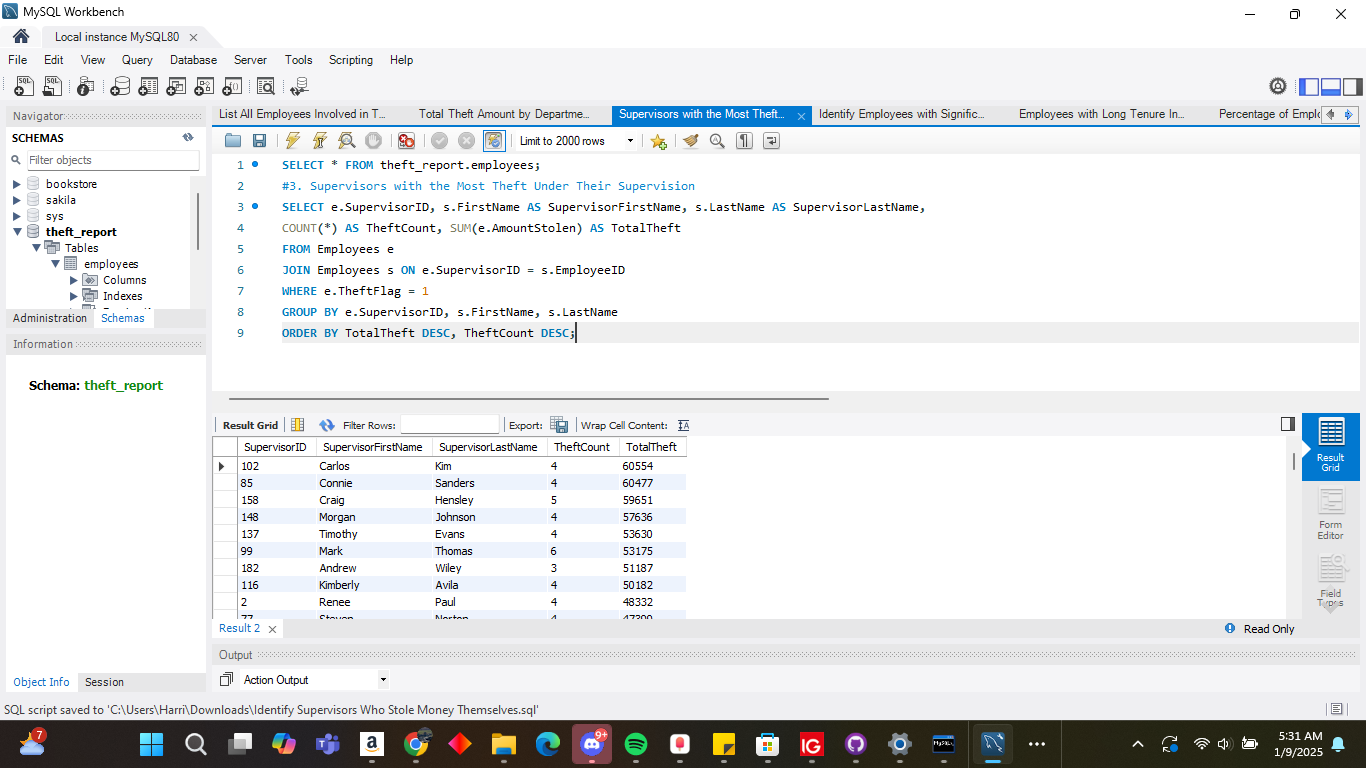 MySQL Workbench
Local instance MySQL80
File Edit View Query Database Server Tools Scripting Help
Navigator
SCHEMAS
Filter objects
bookstore
sakila
sys
theft_report
Tables
employees
Columns
Indexes
Administration Schemas
Information
Schema: theft_report
Object Info Session
List All Employees Involved in T... Total Theft Amount by Departme... Supervisors with the Most Theft... Identify Employees with Signific... Employees with Long Tenure In... Percentage of Emplo
Limit to 2000 rows
1 SELECT * FROM theft_report.employees;
2 #3. Supervisors with the Most Theft Under Their Supervision
3 SELECT e.SupervisorID, s.FirstName AS SupervisorFirstName, s.LastName AS SupervisorLastName,
4 COUNT(*) AS TheftCount, SUM(e.AmountStolen) AS TotalTheft
5 FROM Employees e
6 JOIN Employees s ON e.SupervisorID = s.EmployeeID
7 WHERE e.TheftFlag = 1
8 GROUP BY e.SupervisorID, s.FirstName, s.LastName
9 ORDER BY TotalTheft DESC, TheftCount DESC;
Result Grid Filter Rows: Export: Wrap Cell Content:
SupervisorID SupervisorFirstName SupervisorLastName TheftCount TotalTheft
102 Carlos Kim 4 60554
85 Connie Sanders 4 60477
158 Craig Hensley 5 59651
148 Morgan Johnson 4 57636
137 Timothy Evans 4 53630
99 Mark Thomas 6 53175
182 Andrew Wiley 3 51187
116 Kimberly Avila 4 50182
2 Renee Paul 4 48332
Result
Grid
Form
Editor
Field
Types
Result 2
Read Only
Output
Action Output
SQL script saved to 'C:\Users\Harri\Downloads\Identify Supervisors Who Stole Money Themselves.sql'
7
9+
5:31 AM
1/9/2025